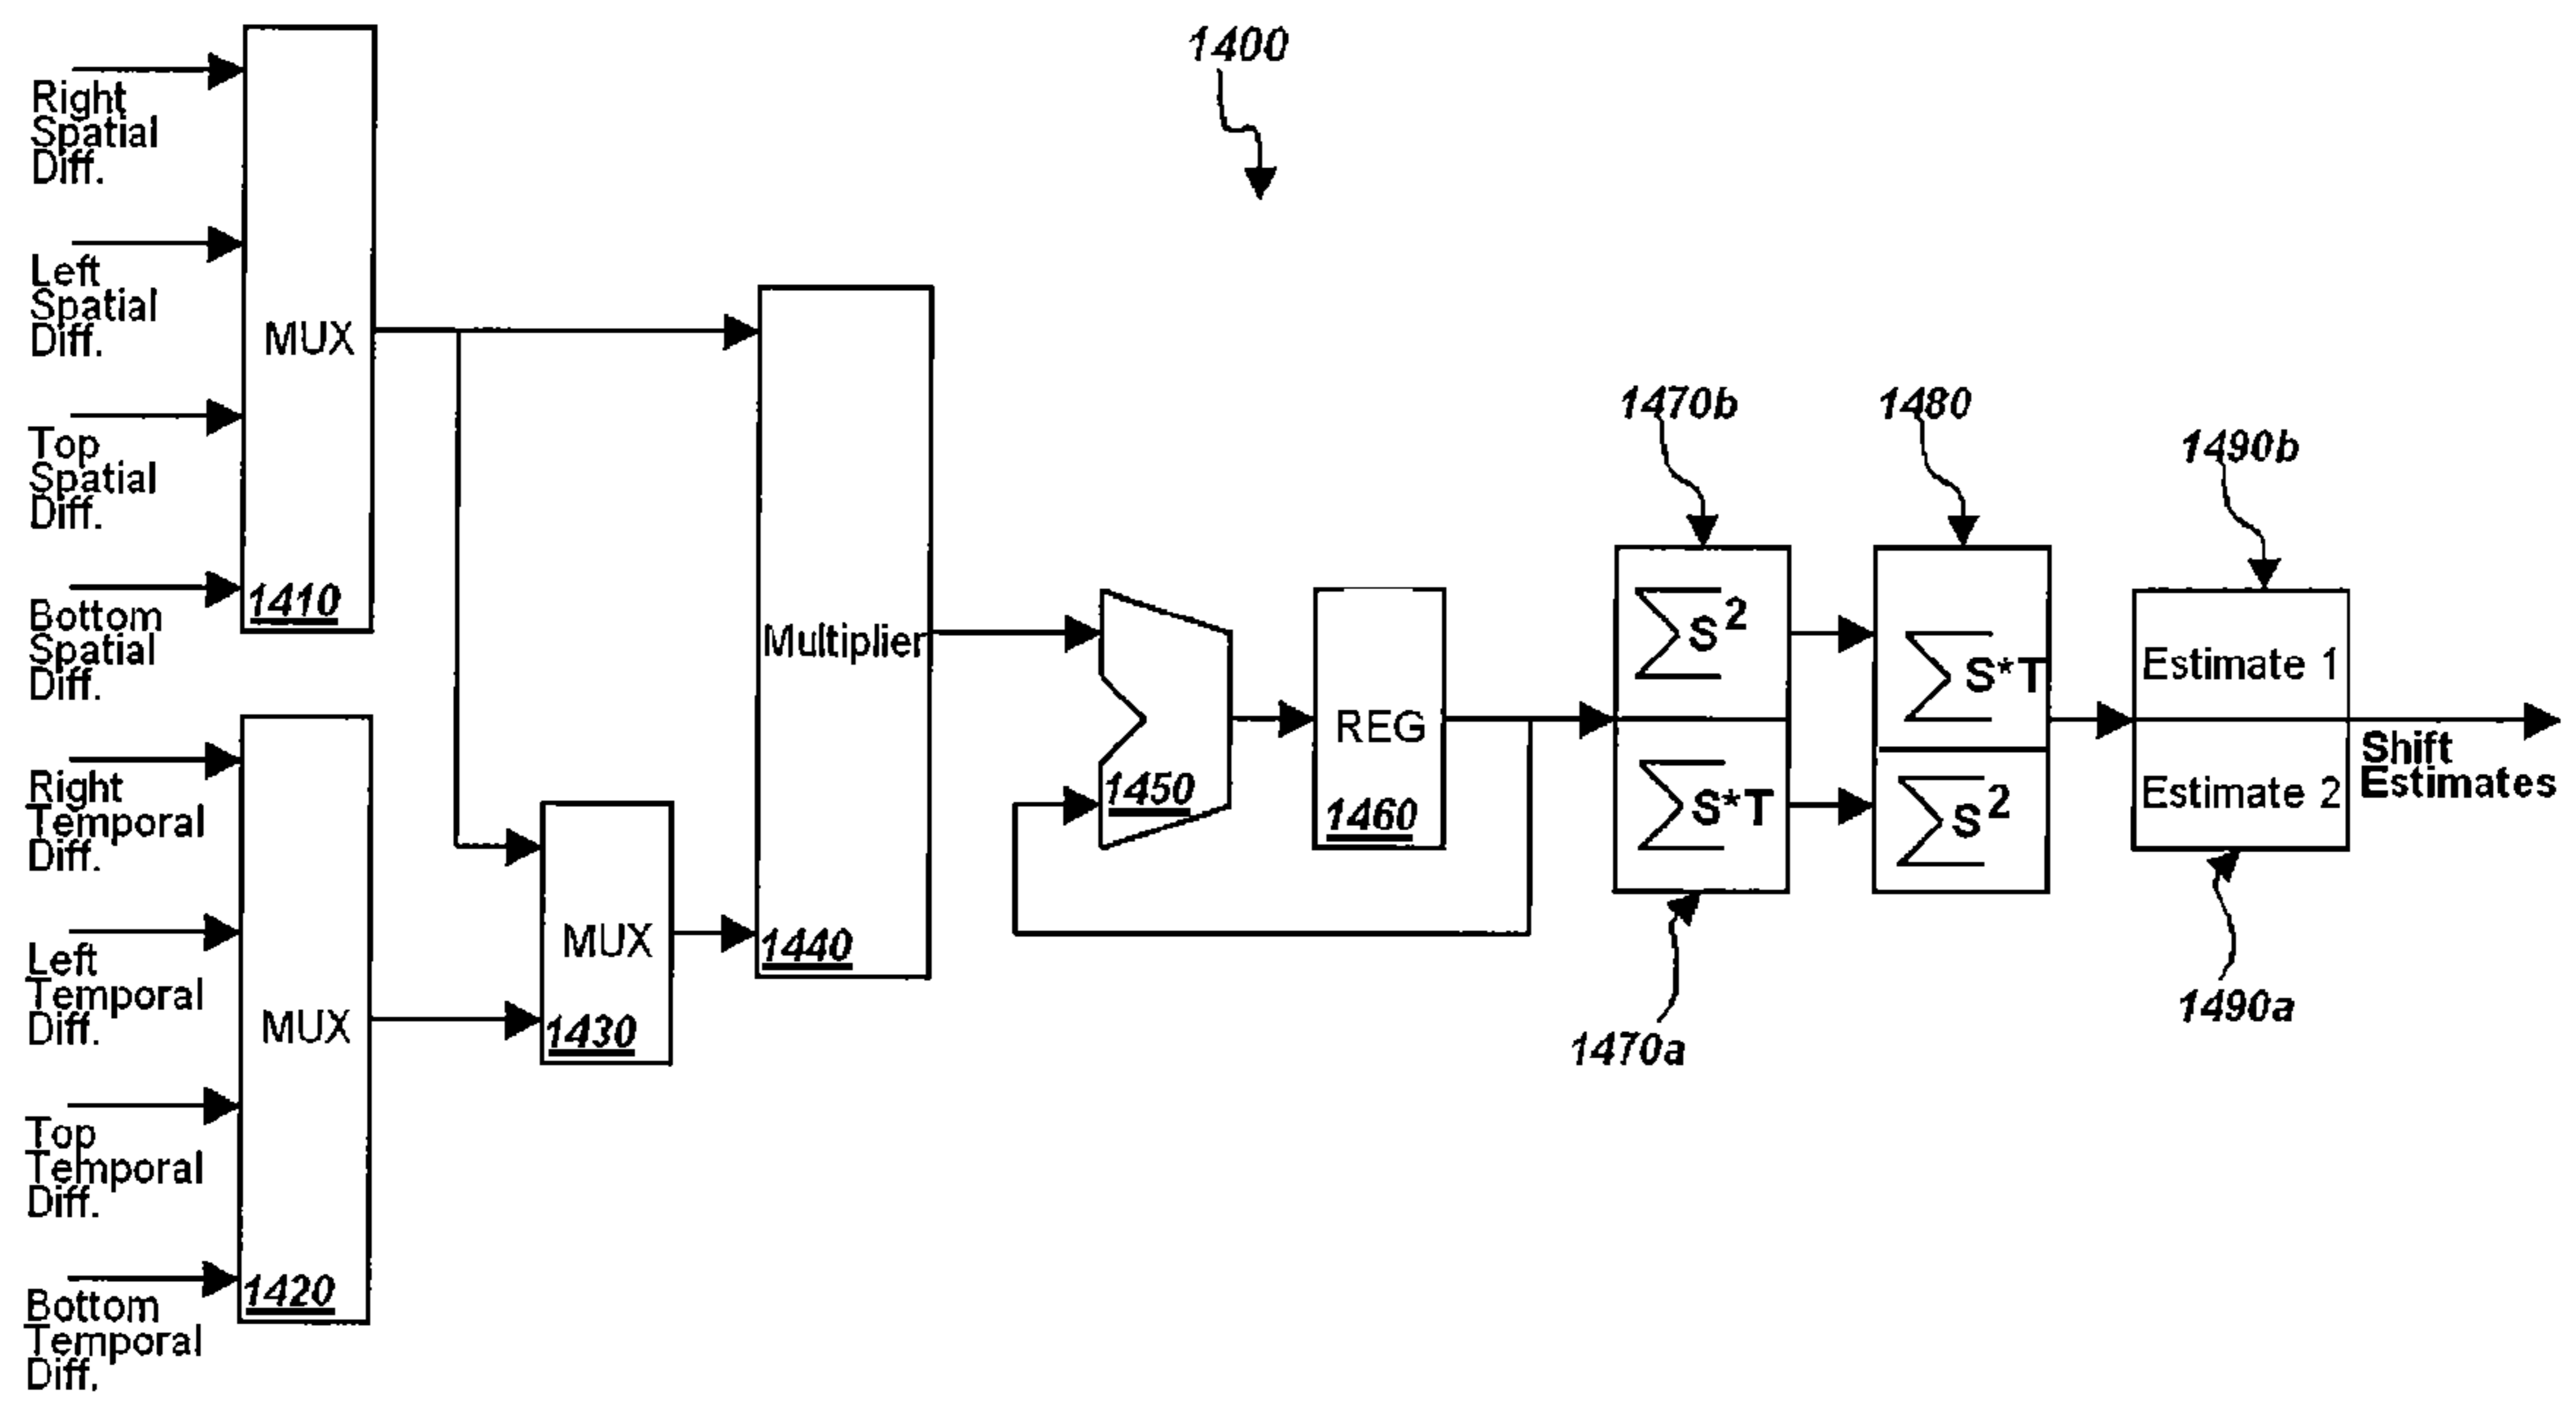 1400
Right
Spatial
Diff.
Left
Spatial
Diff.
Top
Spatial
Diff.
Bottom
Spatial
Diff.
MUX
1410
Right
Temporal
Diff.
Left
Temporal
Diff.
Top
Temporal
Diff.
Bottom
Temporal
Diff.
MUX
1420
MUX
1430
Multiplier
1440
1450
REG
1460
1470b
∑ S²
∑ S*T
1470a
1480
∑ S*T
∑ S²
1490b
Estimate 1
Estimate 2
1490a
Shift
Estimates